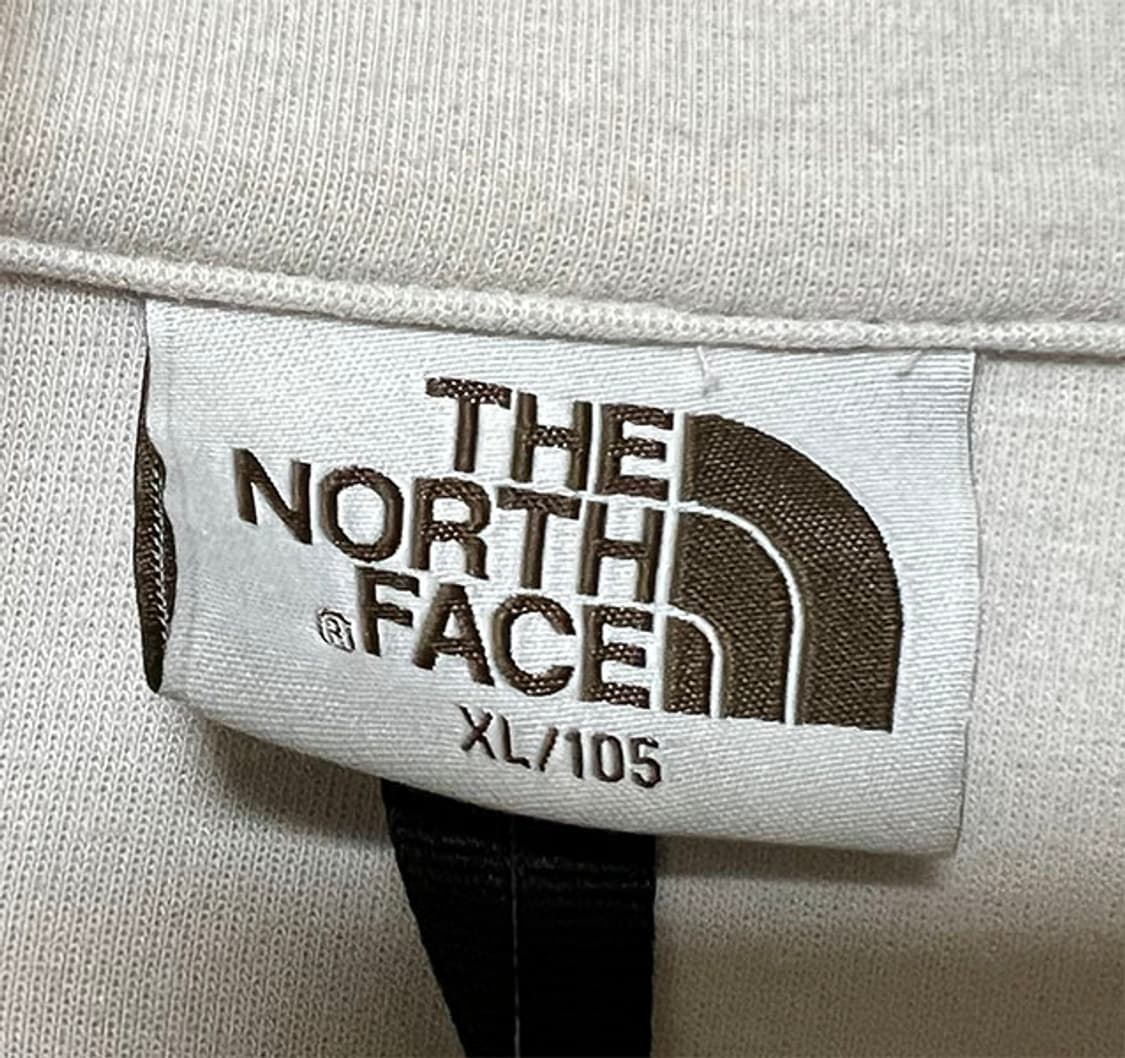 THE
NORTH
®FACE
XL/105